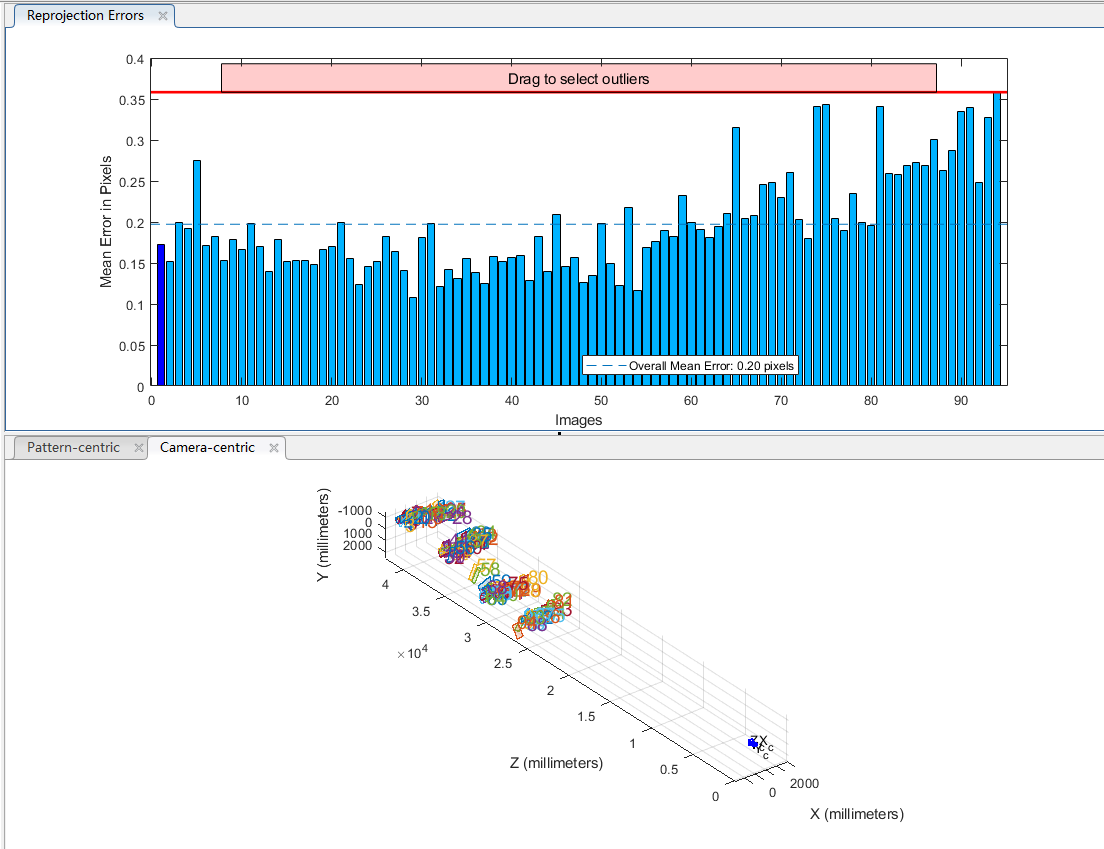 Reprojection Errors
Drag to select outliers
0.4
0.35
0.3
0.25
0.2
0.15
0.1
0.05
0
Mean Error in Pixels
Overall Mean Error: 0.20 pixels
0 10 20 30 40 50 60 70 80 90
Images
Pattern-centric
Camera-centric
-1000
0
1000
2000
Y (millimeters)
28
58
80
4
3.5
3
2.5
2
1.5
1
0.5
0
×10⁴
Z (millimeters)
0
2000
X (millimeters)